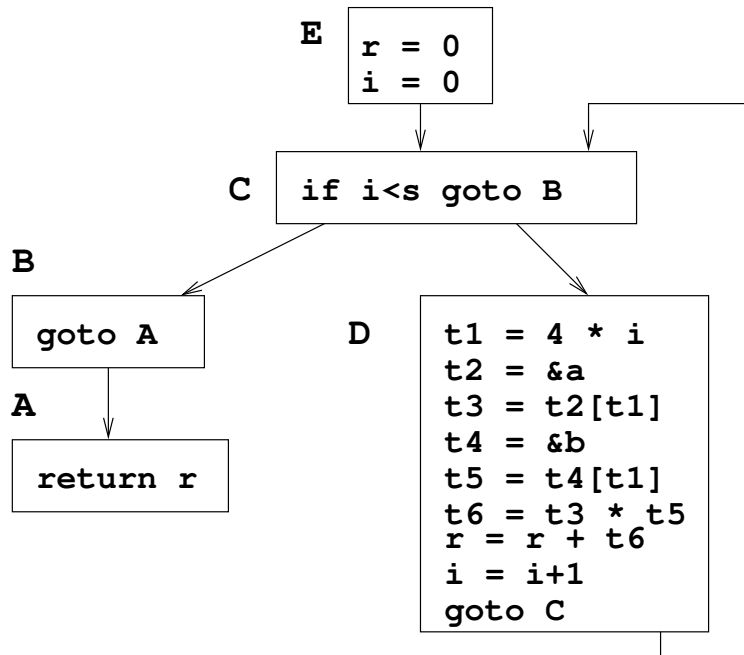 E
r = 0
i = 0
C
if i<s goto B
B
goto A
A
return r
D
t1 = 4 * i
t2 = &a
t3 = t2[t1]
t4 = &b
t5 = t4[t1]
t6 = t3 * t5
r = r + t6
i = i+1
goto C